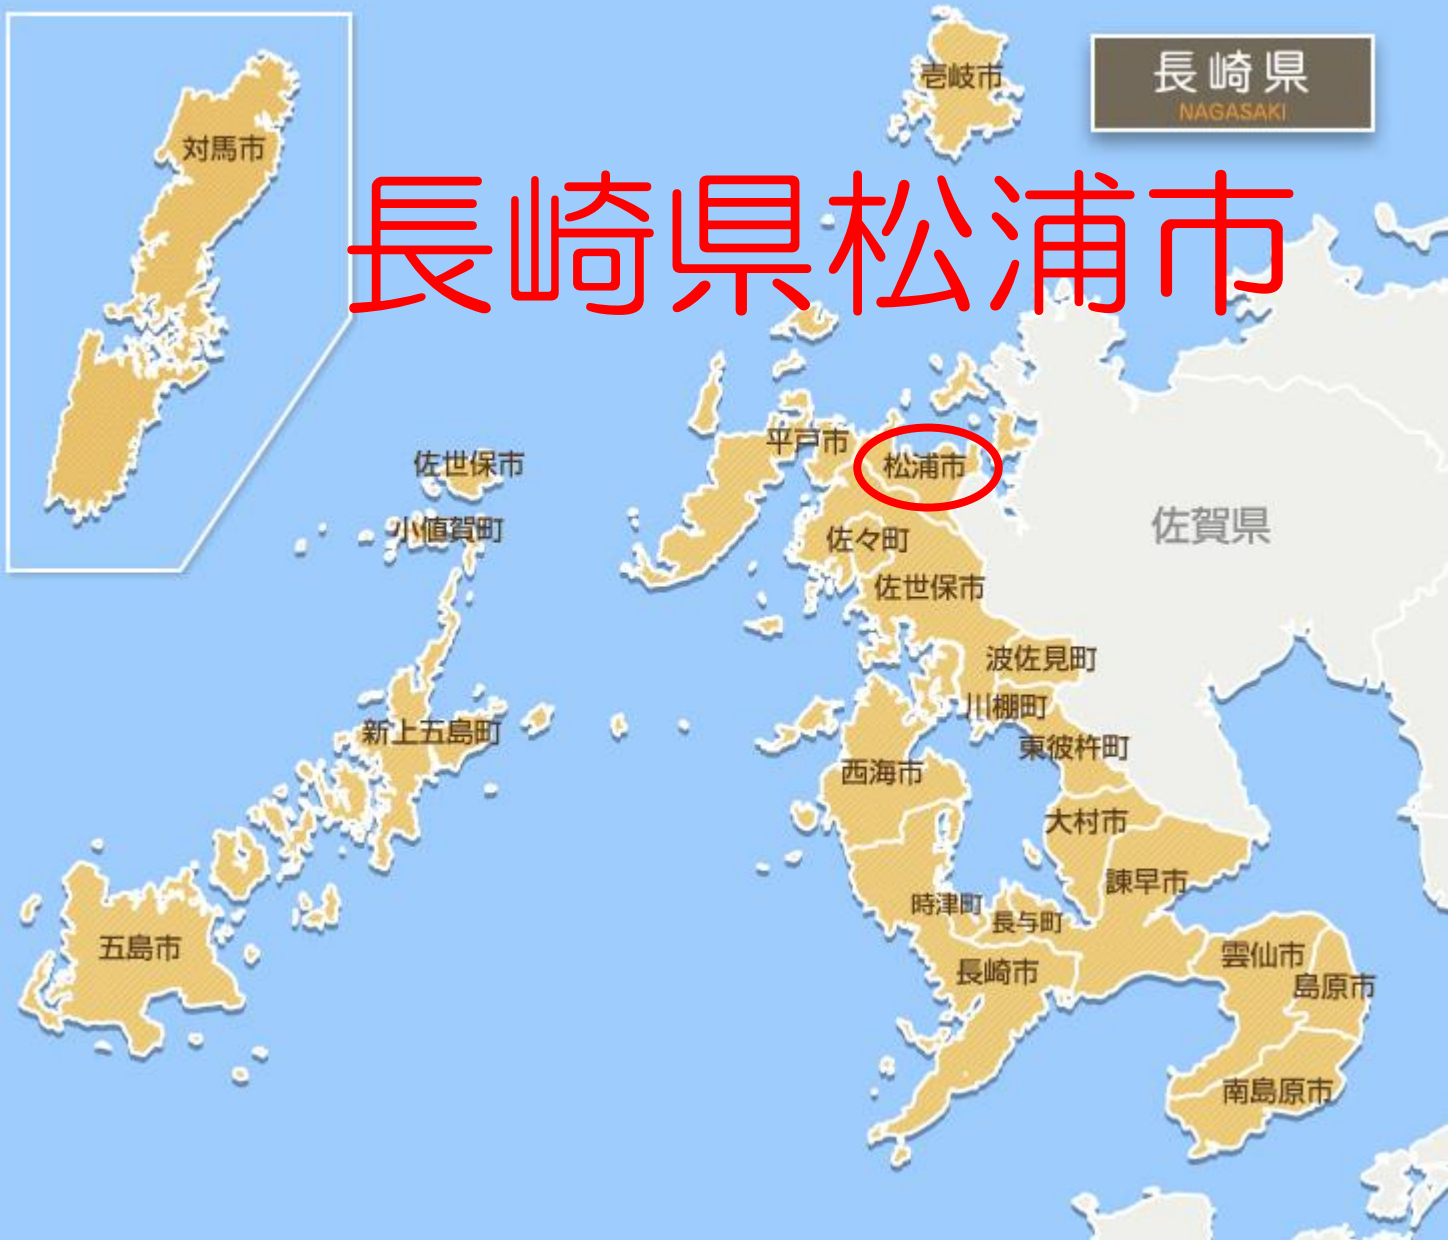 壱岐市
長崎県
NAGASAKI
対馬市
長崎県松浦市
平戸市
松浦市
佐世保市
小値賀町
佐賀県
佐々町
佐世保市
波佐見町
川棚町
新上五島町
東彼杵町
西海市
大村市
諫早市
時津町
長与町
五島市
雲仙市
長崎市
島原市
南島原市